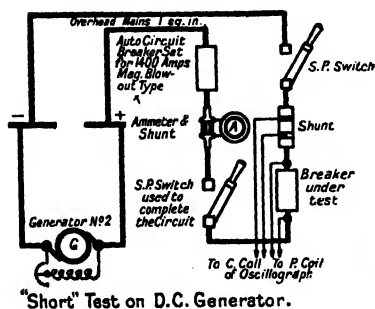 Overhead Mains 1 sq. in.
Auto Circuit
Breaker Set
for 1400 Amps
Mag. Blow-
out Type
S.P. Switch
- +
Ammeter &
Shunt
A
Shunt
S.P. Switch
used to
complete
the Circuit
Breaker
under
test
Generator Nº2
G
To C. Coil To P. Coil
of Oscillograph
"Short" Test on D.C. Generator.